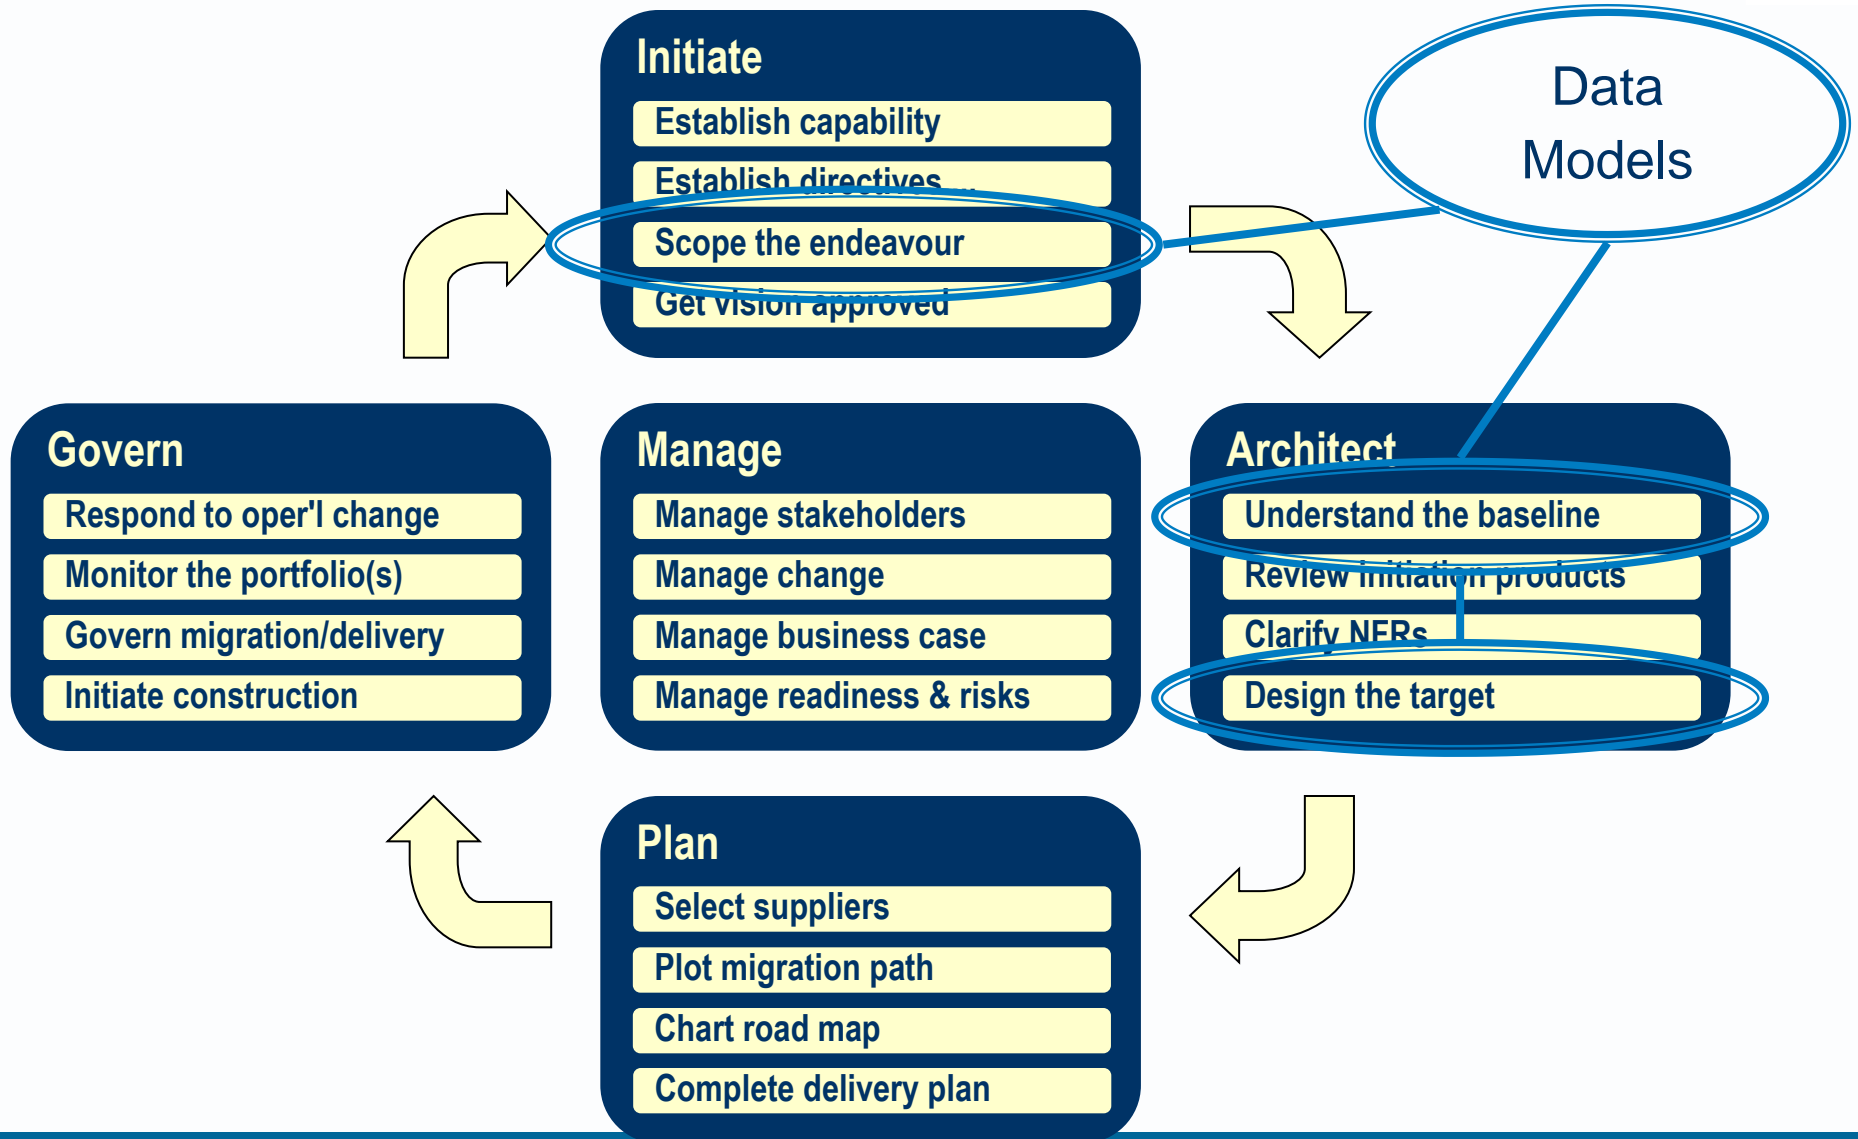 Initiate
Establish capability
Establish directives ...
Scope the endeavour
Get vision approved
Data
Models
Govern
Respond to oper'l change
Monitor the portfolio(s)
Govern migration/delivery
Initiate construction
Manage
Manage stakeholders
Manage change
Manage business case
Manage readiness & risks
Architect
Understand the baseline
Review initiation products
Clarify NFRs
Design the target
Plan
Select suppliers
Plot migration path
Chart road map
Complete delivery plan